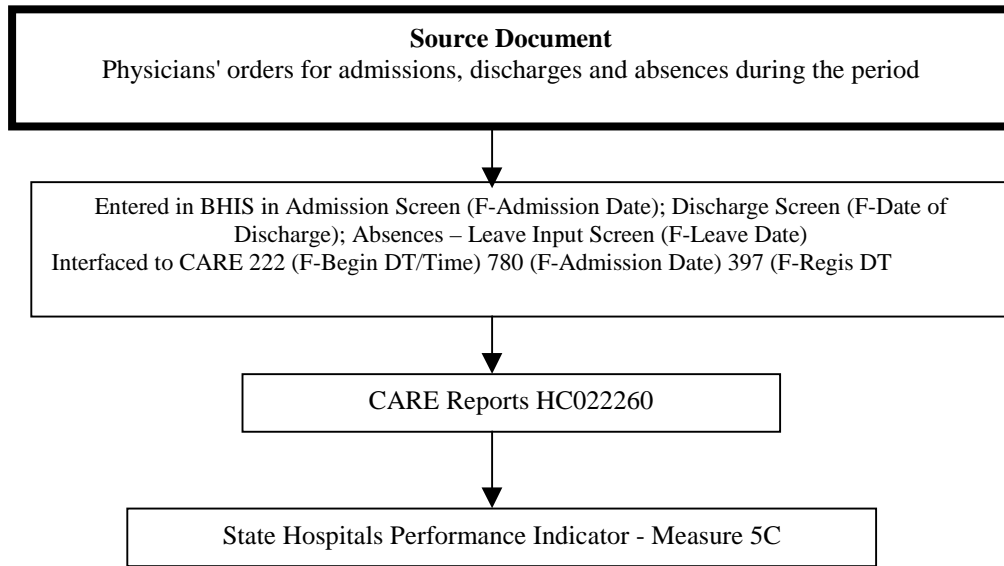 Source Document
Physicians' orders for admissions, discharges and absences during the period
Entered in BHIS in Admission Screen (F-Admission Date); Discharge Screen (F-Date of
Discharge); Absences – Leave Input Screen (F-Leave Date)
Interfaced to CARE 222 (F-Begin DT/Time) 780 (F-Admission Date) 397 (F-Regis DT
CARE Reports HC022260
State Hospitals Performance Indicator - Measure 5C